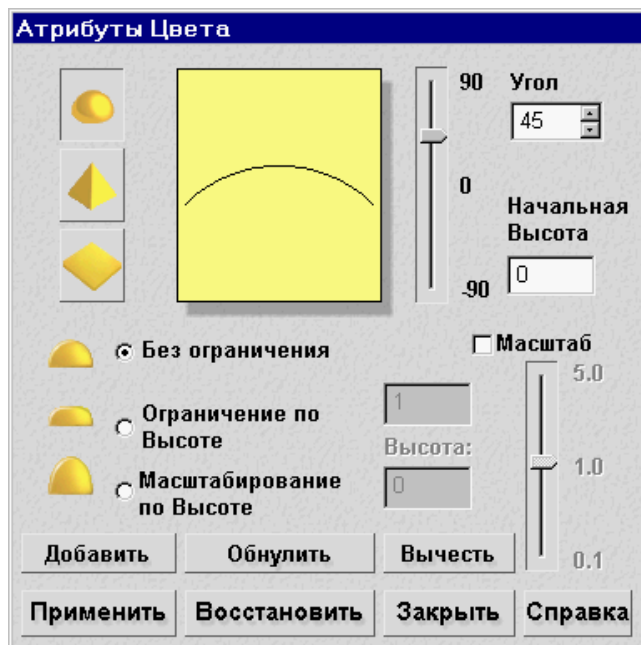 Атрибуты Цвета
90
Угол
45
0
Начальная
Высота
-90
0
Без ограничения
Масштаб
5.0
Ограничение по
Высоте
1
Высота:
1.0
Масштабирование
по Высоте
0
0.1
Добавить
Обнулить
Вычесть
Применить
Восстановить
Закрыть
Справка